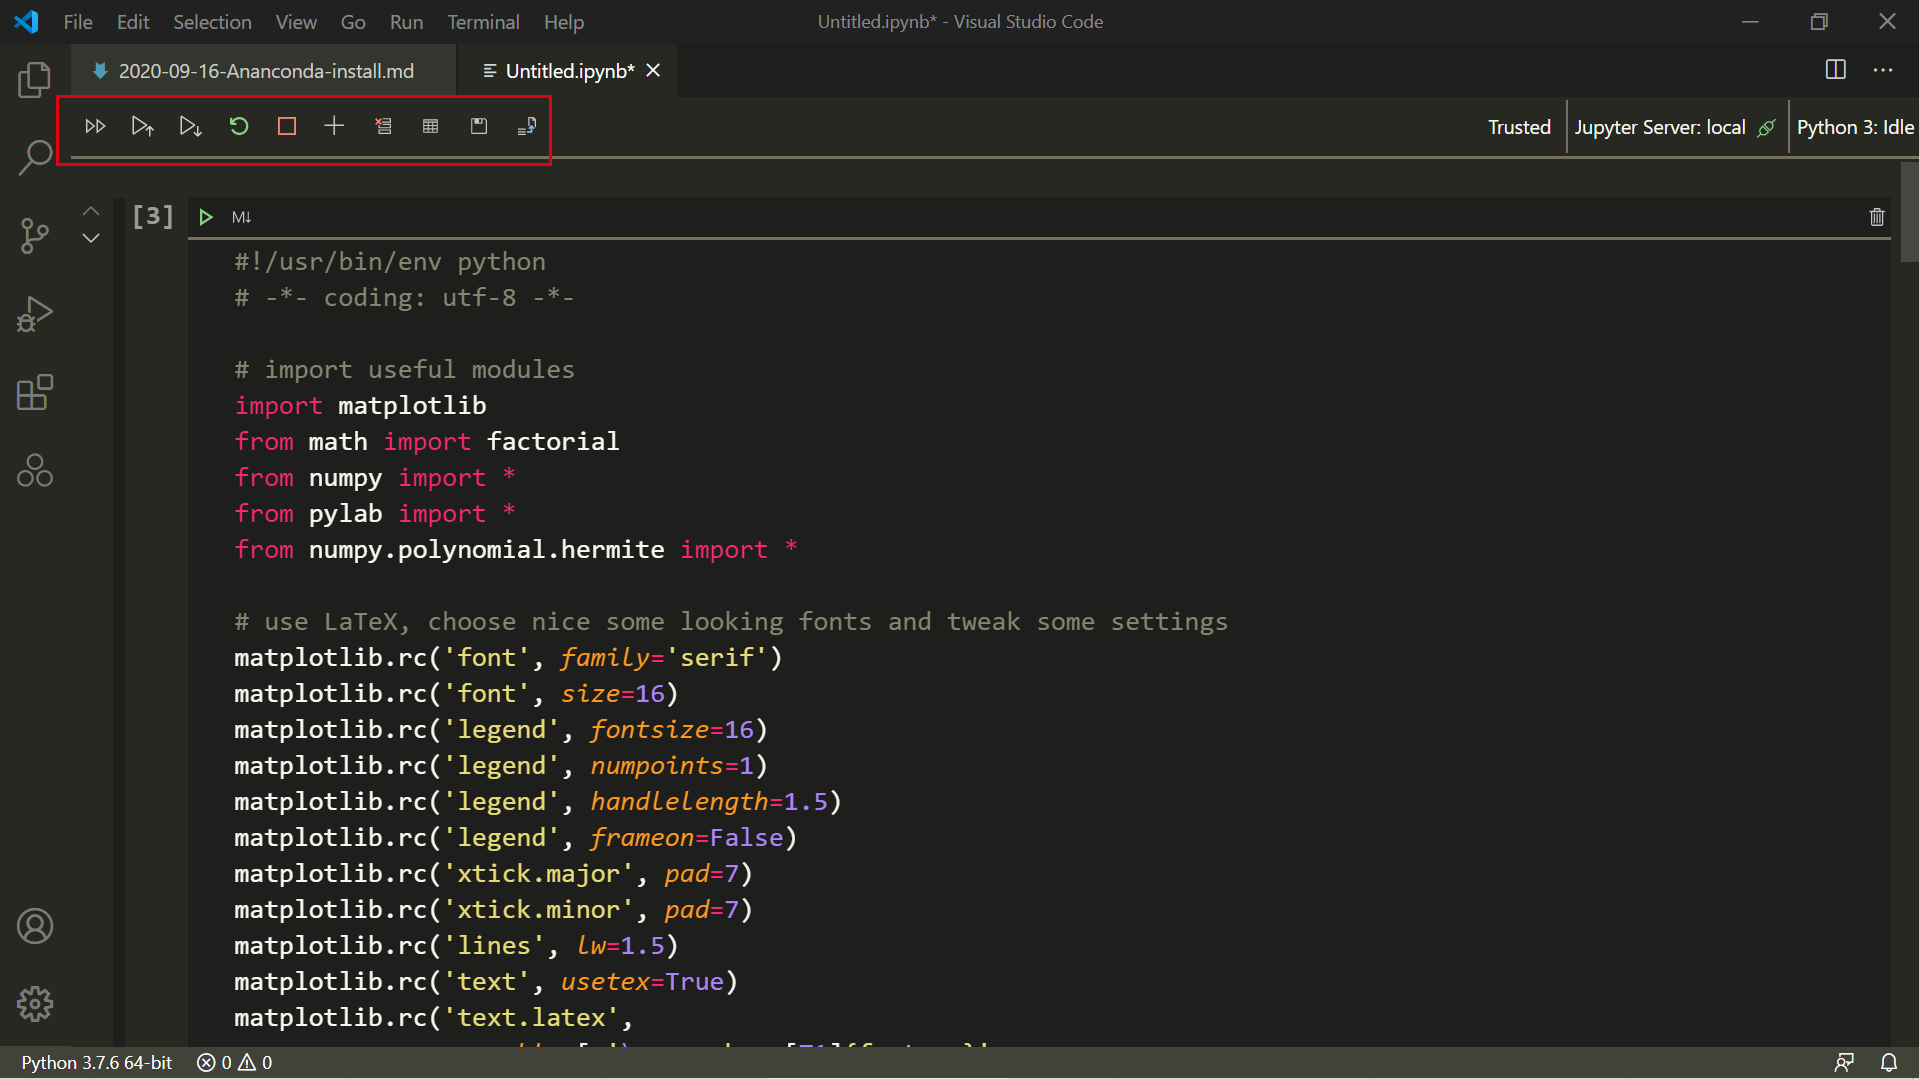 File Edit Selection View Go Run Terminal Help Untitled.ipynb* - Visual Studio Code
2020-09-16-Ananconda-install.md Untitled.ipynb*
Trusted Jupyter Server: local Python 3: Idle
[3] M↓
#!/usr/bin/env python
# -*- coding: utf-8 -*-
# import useful modules
import matplotlib
from math import factorial
from numpy import *
from pylab import *
from numpy.polynomial.hermite import *
# use LaTeX, choose nice some looking fonts and tweak some settings
matplotlib.rc('font', family='serif')
matplotlib.rc('font', size=16)
matplotlib.rc('legend', fontsize=16)
matplotlib.rc('legend', numpoints=1)
matplotlib.rc('legend', handlelength=1.5)
matplotlib.rc('legend', frameon=False)
matplotlib.rc('xtick.major', pad=7)
matplotlib.rc('xtick.minor', pad=7)
matplotlib.rc('lines', lw=1.5)
matplotlib.rc('text', usetex=True)
matplotlib.rc('text.latex',
Python 3.7.6 64-bit 0 0